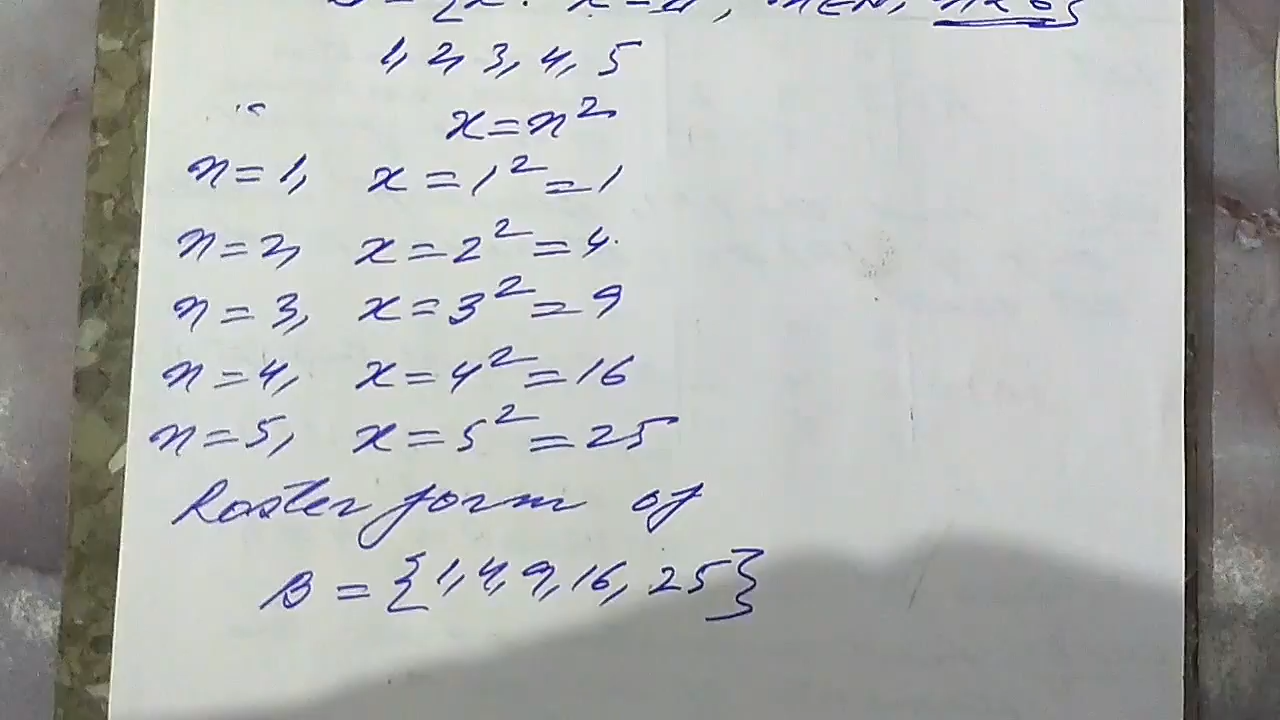 1, 2, 3, 4, 5
x=n²
n=1, x=1²=1
n=2, x=2²=4.
n=3, x=3²=9
n=4, x=4²=16
n=5, x=5²=25
Roster form of
B={1,4,9,16,25}